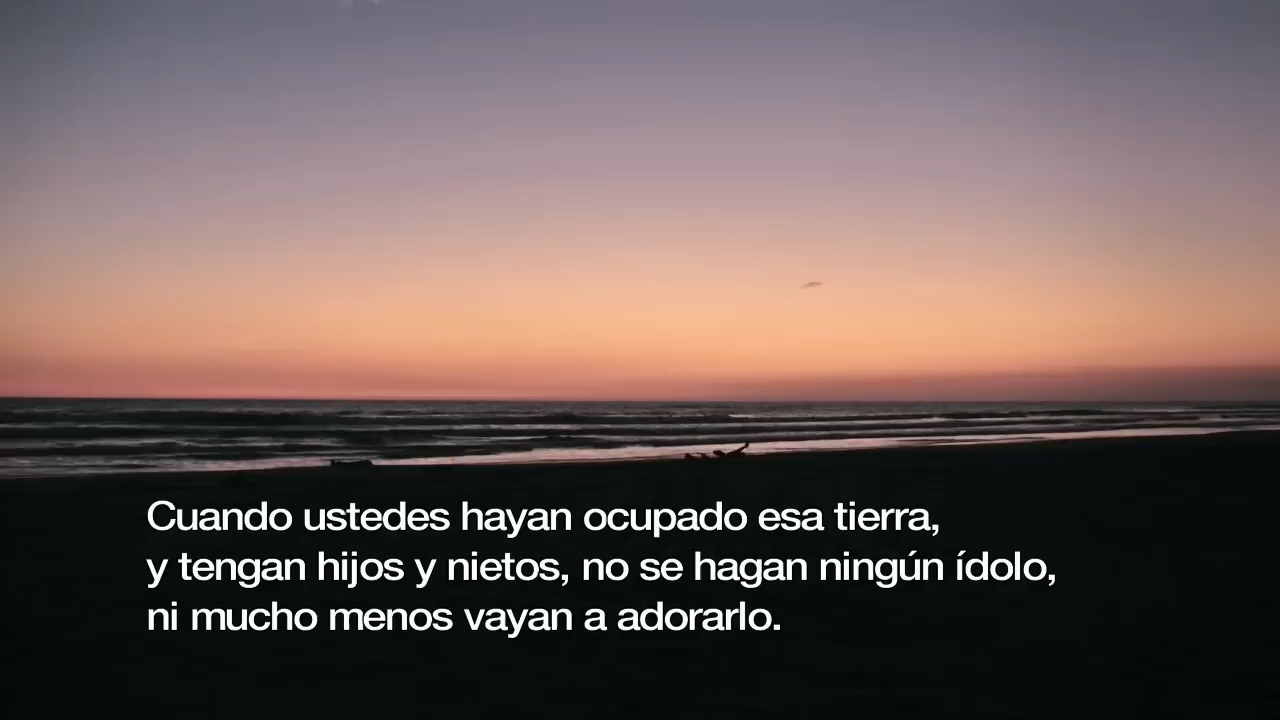 Cuando ustedes hayan ocupado esa tierra,
y tengan hijos y nietos, no se hagan ningún ídolo,
ni mucho menos vayan a adorarlo.